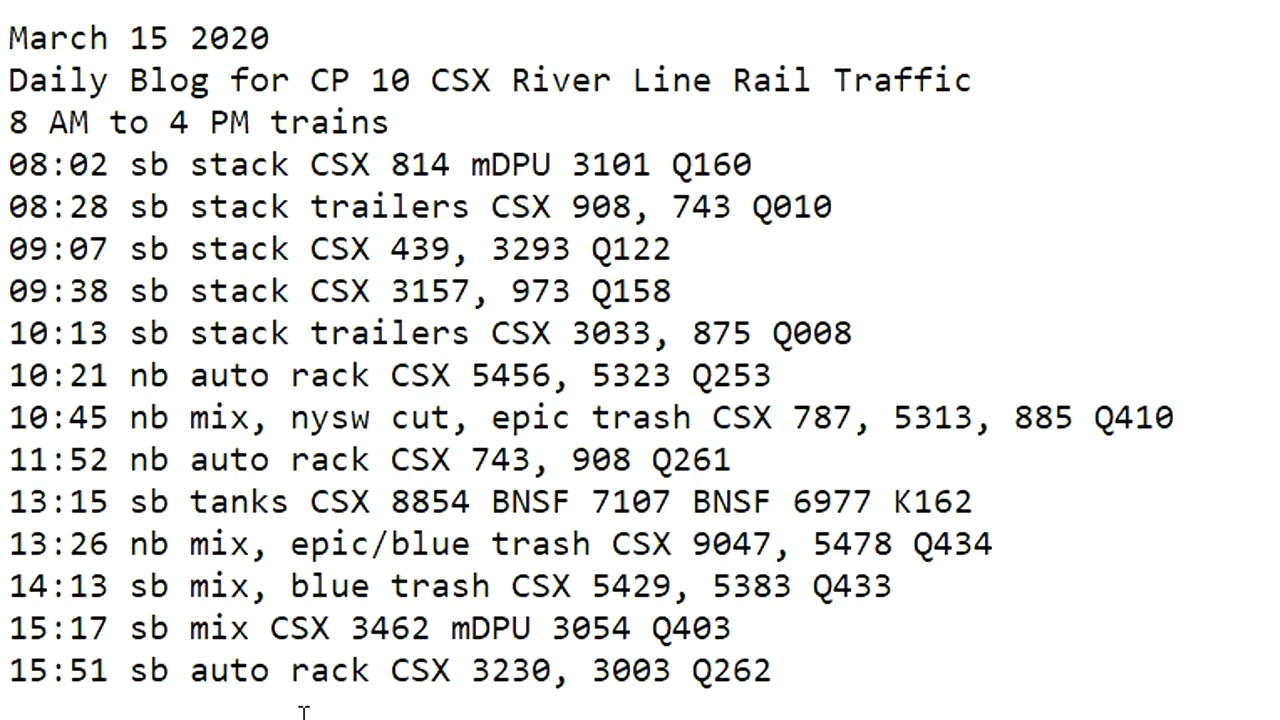 March 15 2020
Daily Blog for CP 10 CSX River Line Rail Traffic
8 AM to 4 PM trains
08:02 sb stack CSX 814 mDPU 3101 Q160
08:28 sb stack trailers CSX 908, 743 Q010
09:07 sb stack CSX 439, 3293 Q122
09:38 sb stack CSX 3157, 973 Q158
10:13 sb stack trailers CSX 3033, 875 Q008
10:21 nb auto rack CSX 5456, 5323 Q253
10:45 nb mix, nysw cut, epic trash CSX 787, 5313, 885 Q410
11:52 nb auto rack CSX 743, 908 Q261
13:15 sb tanks CSX 8854 BNSF 7107 BNSF 6977 K162
13:26 nb mix, epic/blue trash CSX 9047, 5478 Q434
14:13 sb mix, blue trash CSX 5429, 5383 Q433
15:17 sb mix CSX 3462 mDPU 3054 Q403
15:51 sb auto rack CSX 3230, 3003 Q262